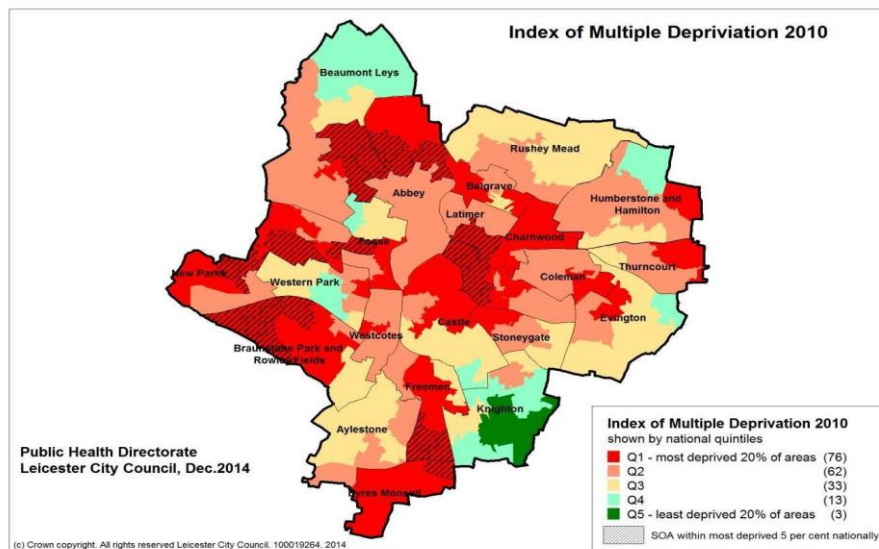 Index of Multiple Depriviation 2010
Beaumont Leys
Rushey Mead
Belgrave
Abbey
Humberstone and
Hamilton
Latimer
Charnwood
Fosse
Thurncourt
New Parks
Coleman
Western Park
Evington
Castle
Westcotes
Stoneygate
Braunstone Park and
Rowley Fields
Freemen
Knighton
Aylestone
Eyres Monsell
Public Health Directorate
Leicester City Council, Dec.2014
Index of Multiple Deprivation 2010
shown by national quintiles
Q1 - most deprived 20% of areas (76)
Q2 (62)
Q3 (33)
Q4 (13)
Q5 - least deprived 20% of areas (3)
SOA within most deprived 5 per cent nationally
(c) Crown copyright. All rights reserved Leicester City Council. 100019264. 2014